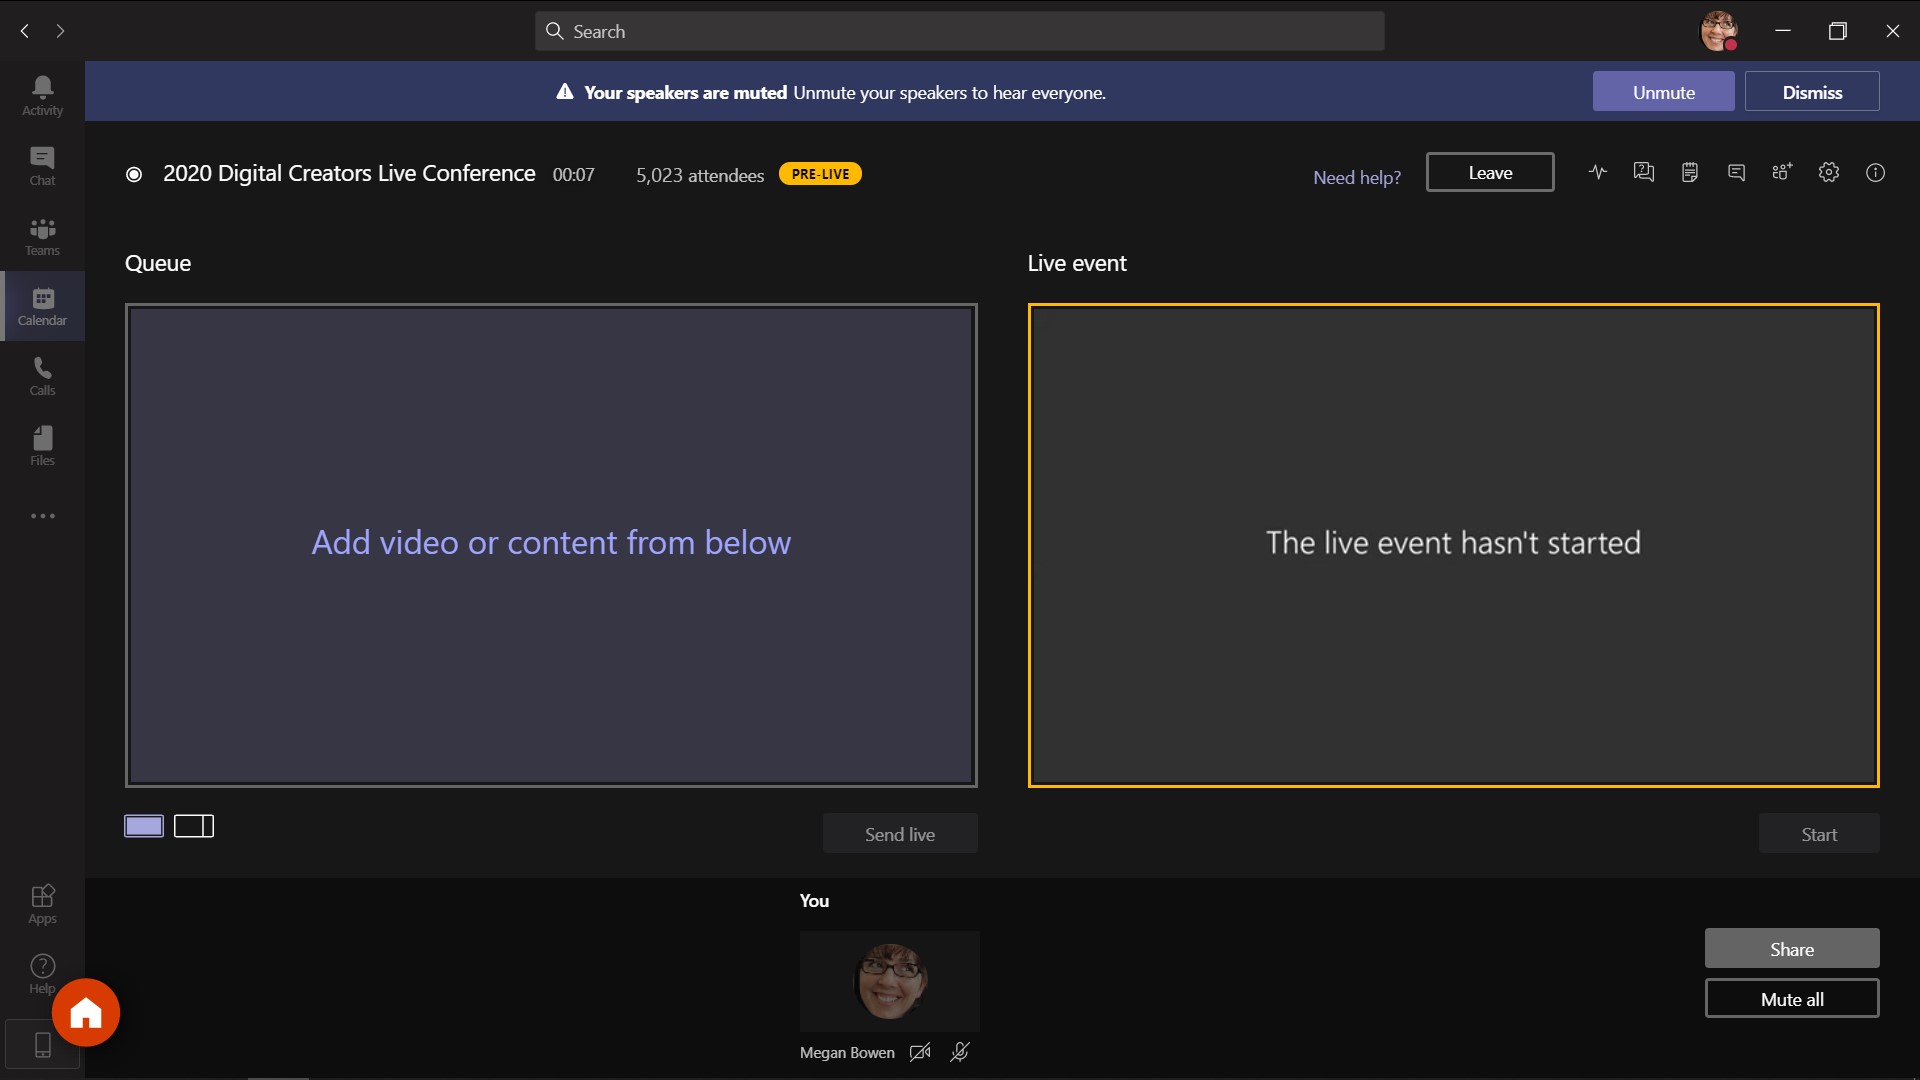 Search
Your speakers are muted Unmute your speakers to hear everyone.
Unmute
Dismiss
Activity
Chat
Teams
Calendar
Calls
Files
Apps
Help
2020 Digital Creators Live Conference 00:07 5,023 attendees PRE-LIVE
Need help?
Leave
Queue
Live event
Add video or content from below
The live event hasn't started
Send live
Start
You
Megan Bowen
Share
Mute all